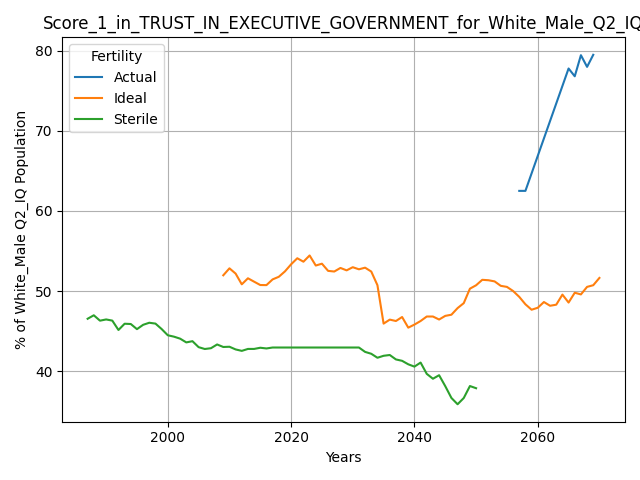 Score_1_in_TRUST_IN_EXECUTIVE_GOVERNMENT_for_White_Male_Q2_IQ
Fertility
Actual
Ideal
Sterile
80
70
60
50
40
% of White_Male Q2_IQ Population
2000
2020
2040
2060
Years